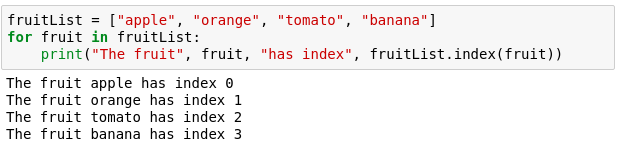 fruitList = ["apple", "orange", "tomato", "banana"]
for fruit in fruitList:
    print("The fruit", fruit, "has index", fruitList.index(fruit))
The fruit apple has index 0
The fruit orange has index 1
The fruit tomato has index 2
The fruit banana has index 3